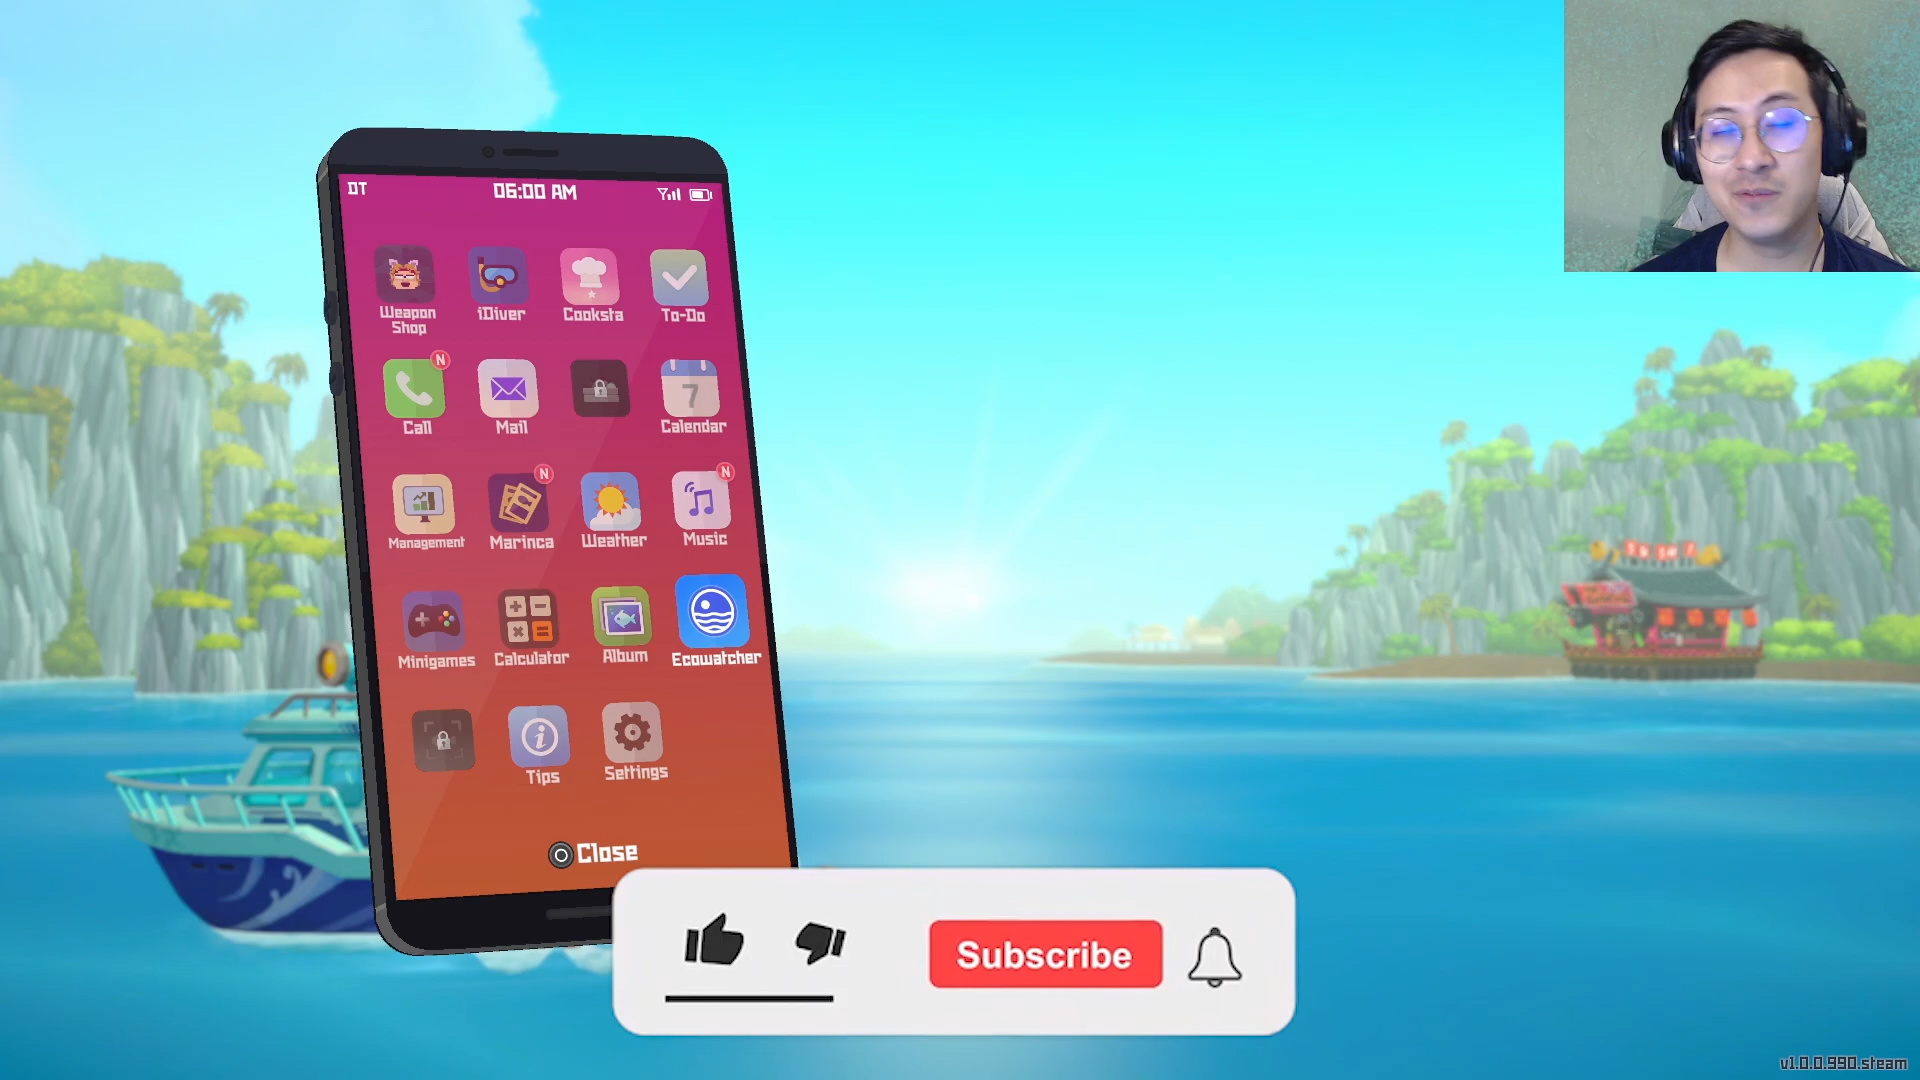 DT
06:00 AM
Weapon
Shop
iDiver
Cooksta
To-Do
N
Call
Mail
7
Calendar
N
N
Management
Marinca
Weather
Music
Minigames
Calculator
Album
Ecowatcher
Tips
Settings
Close
SUSHI
Subscribe
v1.0.0.990.steam